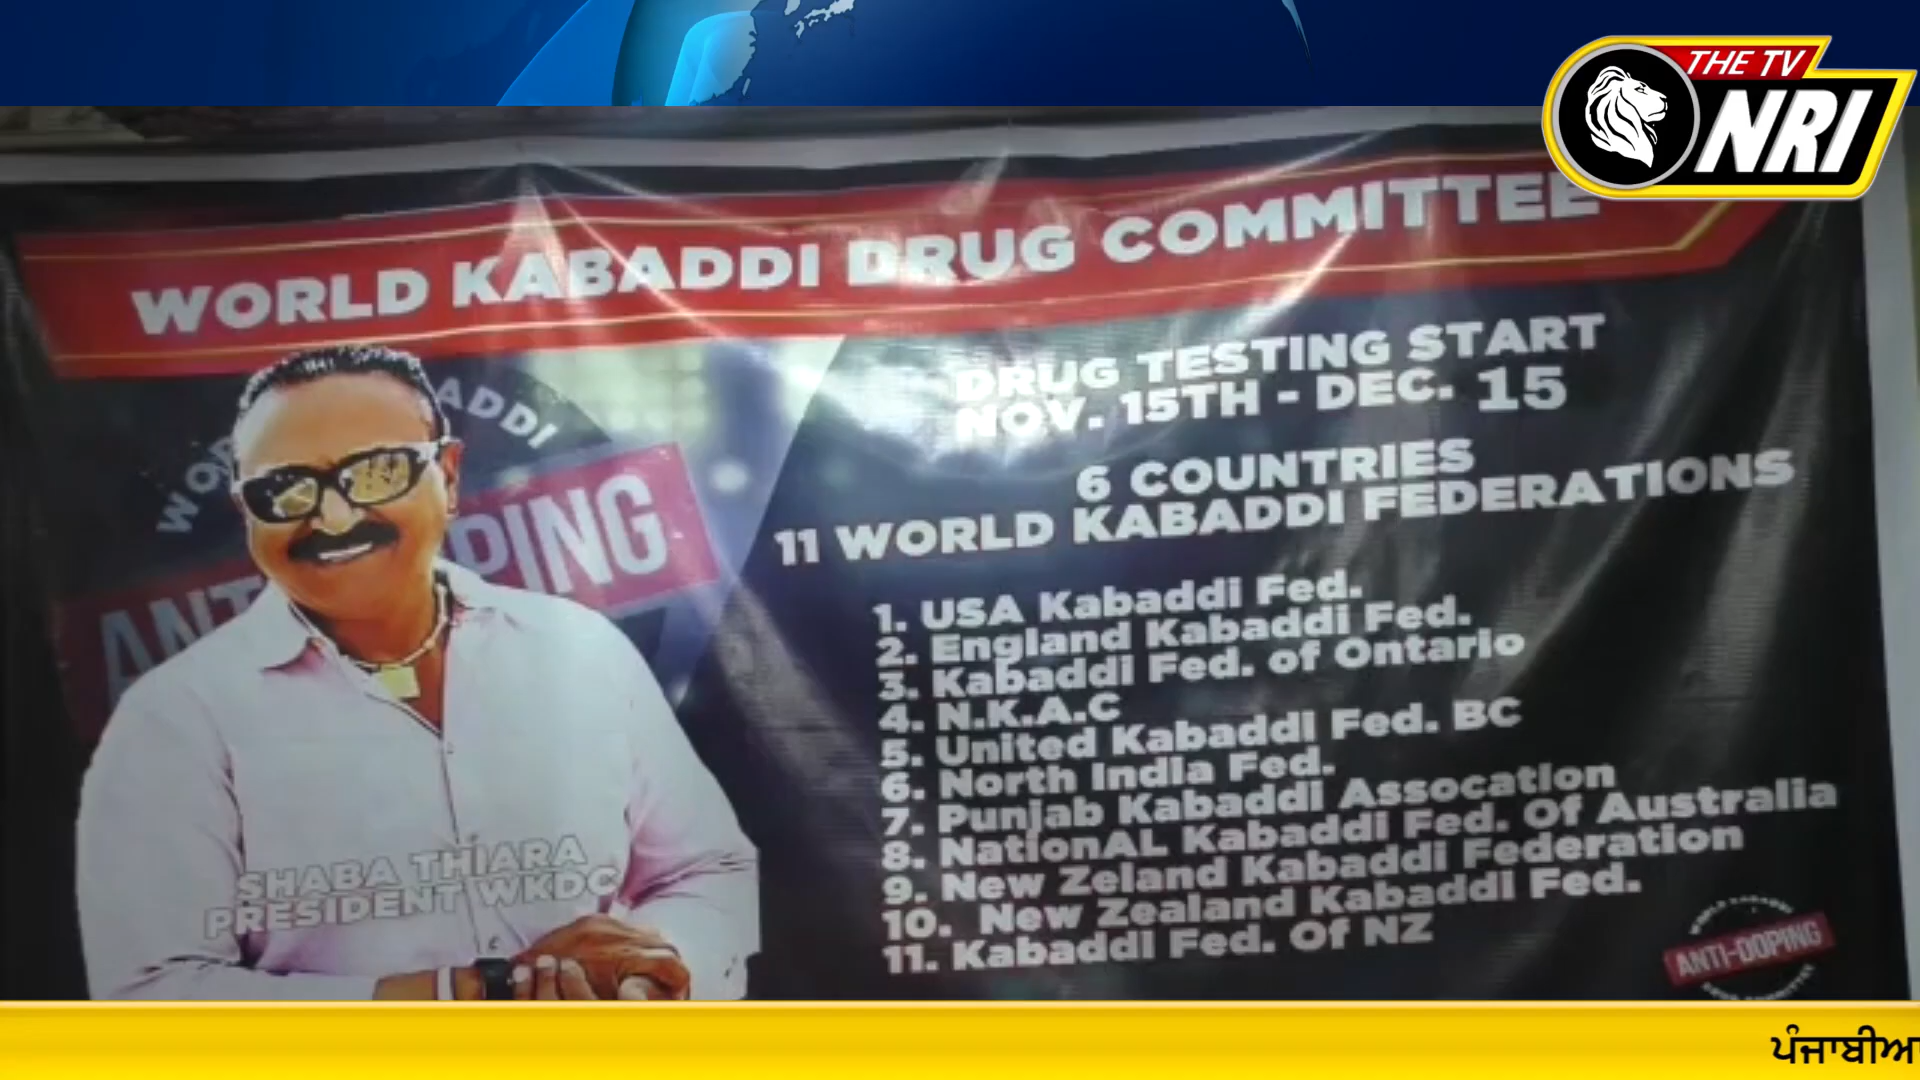 THE TV
NRI
WORLD KABADDI DRUG COMMITTEE
DRUG TESTING START
NOV. 15TH - DEC. 15
6 COUNTRIES
11 WORLD KABADDI FEDERATIONS
1. USA Kabaddi Fed.
2. England Kabaddi Fed.
3. Kabaddi Fed. of Ontario
4. N.K.A.C
5. United Kabaddi Fed. BC
6. North India Fed.
7. Punjab Kabaddi Assocation
8. NationAL Kabaddi Fed. Of Australia
9. New Zeland Kabaddi Federation
10. New Zealand Kabaddi Fed.
11. Kabaddi Fed. Of NZ
SHABA THIARA
PRESIDENT WKDC
ANTI-DOPING
ਪੰਜਾਬੀਆ